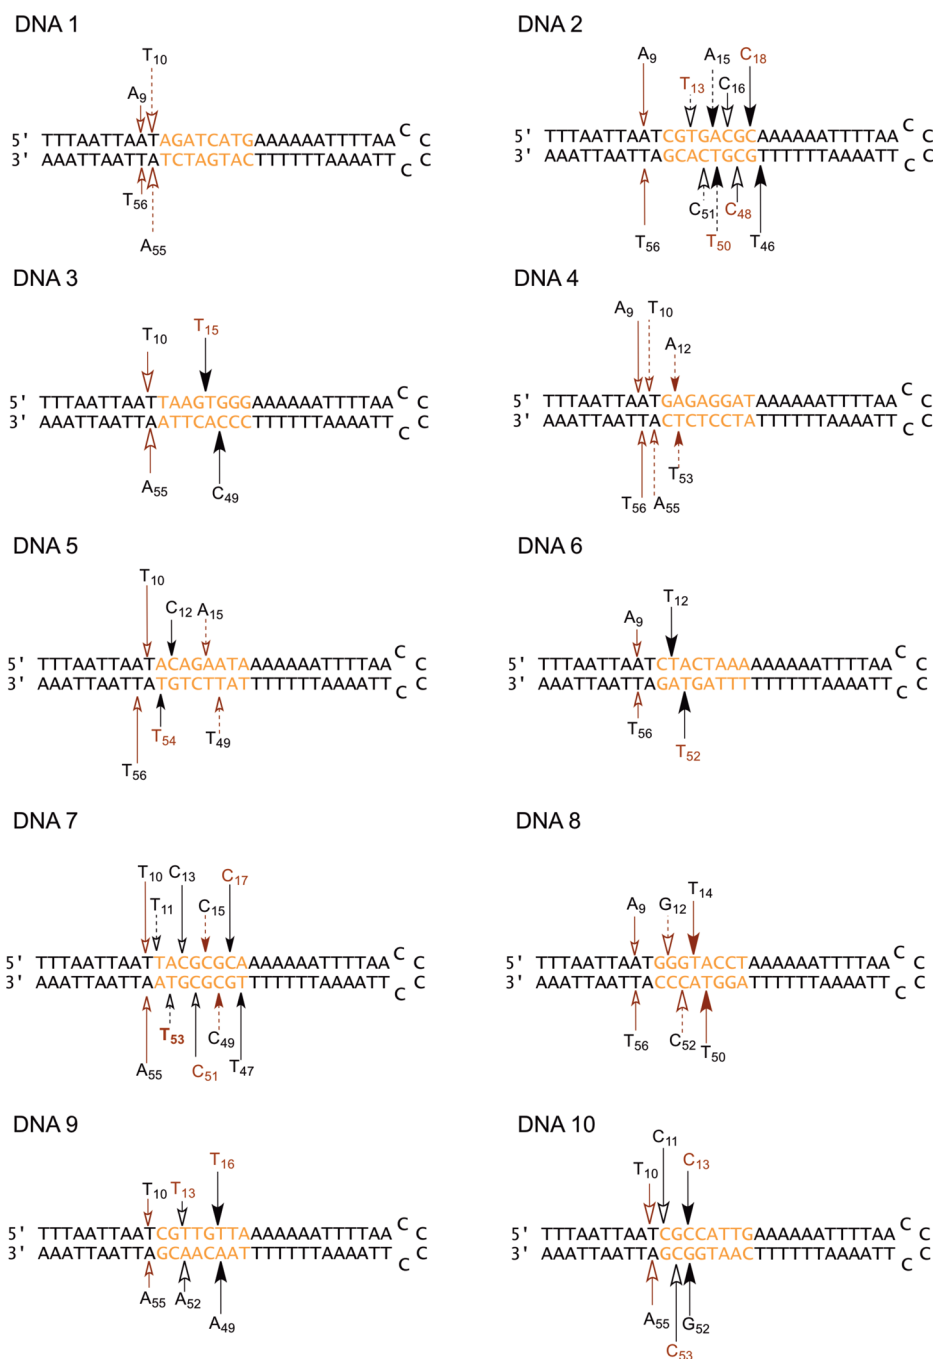 DNA 1
T10
A9
5' TTTAATTAATAGATCATGAAAAAATTTTAA C C
3' AAATTAATTATCTAGTACTTTTTTAAAATT C
T56
A55
DNA 2
A9 A15 C18
T13 C16
5' TTTAATTAATCGTGACGCAAAAAATTTTAA C C
3' AAATTAATTAGCACTGCGTTTTTTAAAATT C
C51 C48
T56 T50 T46
DNA 3
T10 T15
5' TTTAATTAATTAAGTGGGAAAAAATTTTAA C C
3' AAATTAATTAATTCACCCTTTTTTAAAATT C
A55 C49
DNA 4
A9 T10
A12
5' TTTAATTAATGAGAGGATAAAAAATTTTAA C C
3' AAATTAATTACTCTCCTATTTTTTAAAATT C
T53
T56 A55
DNA 5
T10
C12 A15
5' TTTAATTAATACAGAATAAAAAAATTTTAA C C
3' AAATTAATTATGTCTTATTTTTTTAAAATT C
T54 T49
T56
DNA 6
T12
A9
5' TTTAATTAATCTACTAAAAAAAAATTTTAA C C
3' AAATTAATTAGATGATTTTTTTTTAAAATT C
T56
T52
DNA 7
T10 C13 C17
T11 C15
5' TTTAATTAATTACGCGCAAAAAAATTTTAA C C
3' AAATTAATTAATGCGCGTTTTTTTAAAATT C
T53 C49
A55 C51 T47
DNA 8
T14
A9 G12
5' TTTAATTAATGGGTACCTAAAAAATTTTAA C C
3' AAATTAATTACCCATGGATTTTTTAAAATT C
T56 C52 T50
DNA 9
T16
T10 T13
5' TTTAATTAATCGTTGTTAAAAAAATTTTAA C C
3' AAATTAATTAGCAACAATTTTTTTAAAATT C
A55 A52
A49
DNA 10
C11
T10 C13
5' TTTAATTAATCGCCATTGAAAAAATTTTAA C C
3' AAATTAATTAGCGGTAACTTTTTTAAAATT C
A55 G52
C53